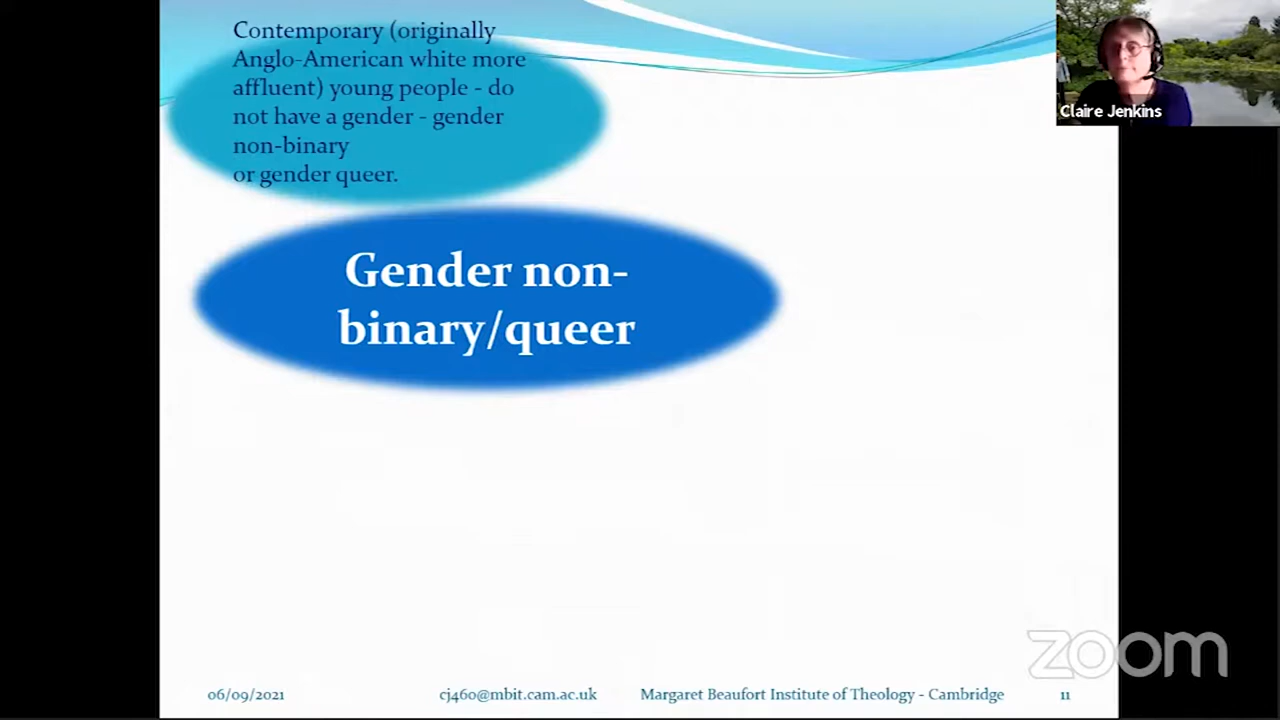 Contemporary (originally
Anglo-American white more
affluent) young people - do
not have a gender - gender
non-binary
or gender queer.
Claire Jenkins
Gender non-
binary/queer
zoom
06/09/2021
cj460@mbit.cam.ac.uk
Margaret Beaufort Institute of Theology - Cambridge
11